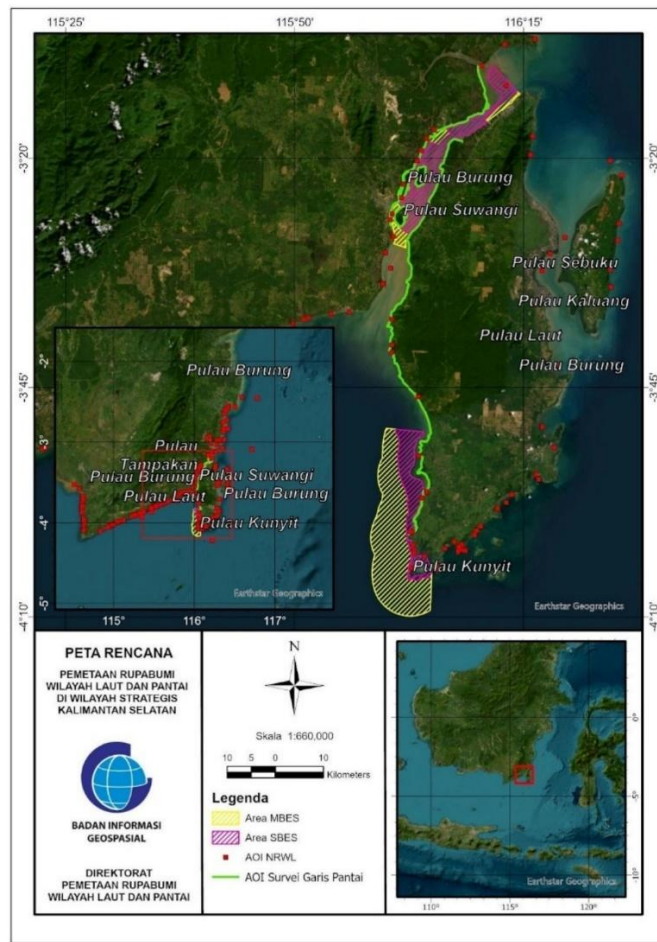 115°25'
115°50'
116°15'
-3°20'
Pulau Burung
Pulau Suwangi
Pulau Sebuku
Pulau Kaluang
Pulau Laut
Pulau Burung
-3°45'
Pulau Kunyit
-4°10'
Earthstar Geographics
Pulau Burung
Pulau
Tampakan
Pulau Burung
Pulau Suwangi
Pulau Laut
Pulau Burung
Pulau Kunyit
Earthstar Geographics
-2°
-3°
-4°
-5°
115°
116°
117°
PETA RENCANA
PEMETAAN RUPABUMI
WILAYAH LAUT DAN PANTAI
DI WILAYAH STRATEGIS
KALIMANTAN SELATAN
BADAN INFORMASI
GEOSPASIAL
DIREKTORAT
PEMETAAN RUPABUMI
WILAYAH LAUT DAN PANTAI
N
Skala 1:660,000
10 5 0 10
Kilometers
Legenda
Area MBES
Area SBES
AOI NRWL
AOI Survei Garis Pantai
0°
-5°
-10°
Earthstar Geographics
110°
115°
120°